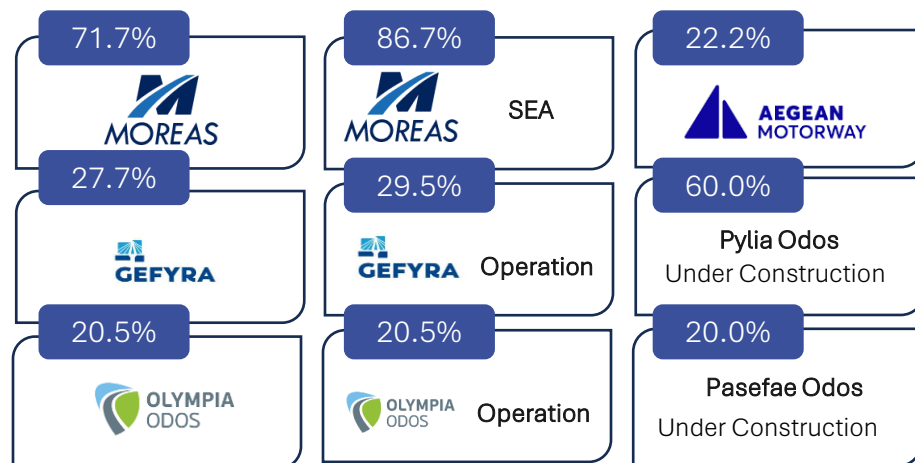 71.7%
MOREAS
86.7%
MOREAS
SEA
22.2%
AEGEAN
MOTORWAY
27.7%
GEFYRA
29.5%
GEFYRA
Operation
60.0%
Pylia Odos
Under Construction
20.5%
OLYMPIA
ODOS
20.5%
OLYMPIA
ODOS
Operation
20.0%
Pasefae Odos
Under Construction